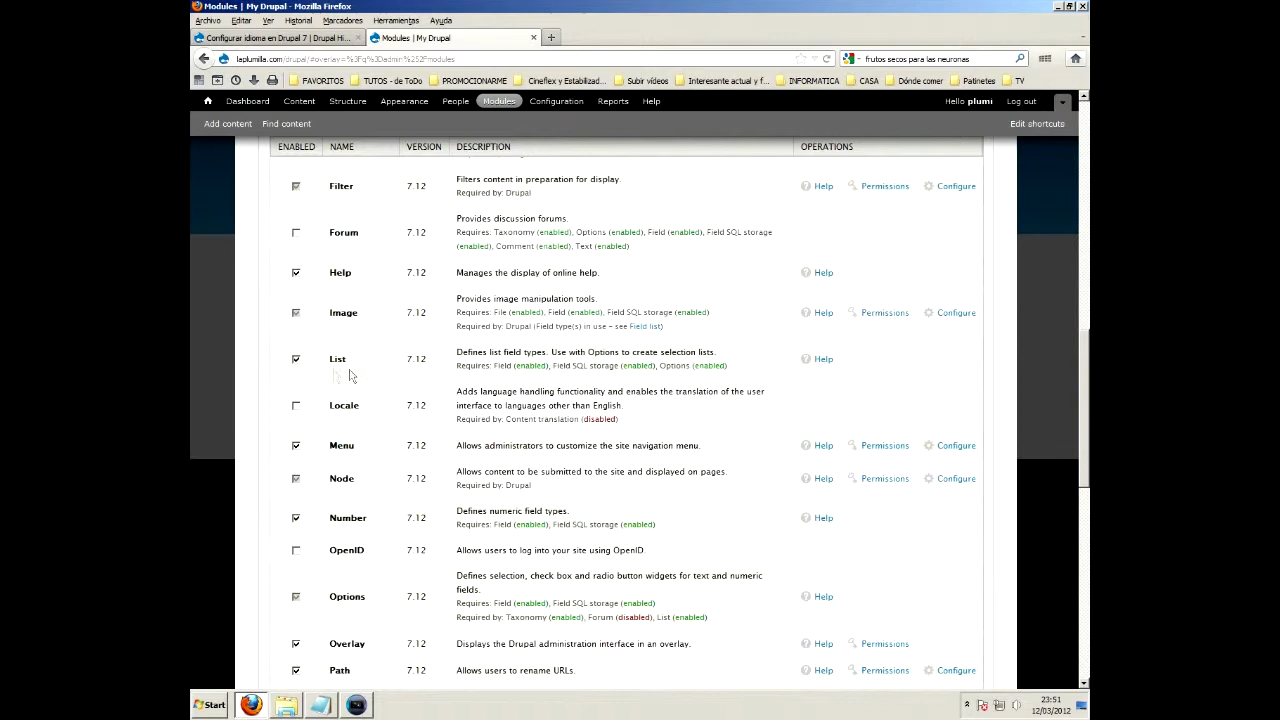 Modules | My Drupal - Mozilla Firefox
Archivo Editar Ver Historial Marcadores Herramientas Ayuda
Configurar idioma en Drupal 7 | Drupal Hi... Modules | My Drupal
laplumilla.com/drupal/#overlay=%3Fq%3Dadmin%252Fmodules frutos secos para las neuronas
FAVORITOS TUTOS - de ToDo PROMOCIONARME Cineflex y Estabilizad... Subir vídeos Interesante actual y f... INFORMATICA CASA Dónde comer Patinetes TV
Dashboard Content Structure Appearance People Modules Configuration Reports Help Hello plumi Log out
Add content Find content Edit shortcuts
ENABLED NAME VERSION DESCRIPTION OPERATIONS
Filters content in preparation for display.
Filter 7.12 Help Permissions Configure
Required by: Drupal
Provides discussion forums.
Forum 7.12 Requires: Taxonomy (enabled), Options (enabled), Field (enabled), Field SQL storage
(enabled), Comment (enabled), Text (enabled)
Help 7.12 Manages the display of online help. Help
Provides image manipulation tools.
Image 7.12 Requires: File (enabled), Field (enabled), Field SQL storage (enabled) Help Permissions Configure
Required by: Drupal (Field type(s) in use - see Field list)
Defines list field types. Use with Options to create selection lists.
List 7.12 Help
Requires: Field (enabled), Field SQL storage (enabled), Options (enabled)
Adds language handling functionality and enables the translation of the user
Locale 7.12 interface to languages other than English.
Required by: Content translation (disabled)
Menu 7.12 Allows administrators to customize the site navigation menu. Help Permissions Configure
Allows content to be submitted to the site and displayed on pages.
Node 7.12 Help Permissions Configure
Required by: Drupal
Defines numeric field types.
Number 7.12 Help
Requires: Field (enabled), Field SQL storage (enabled)
OpenID 7.12 Allows users to log into your site using OpenID.
Defines selection, check box and radio button widgets for text and numeric
fields.
Options 7.12 Requires: Field (enabled), Field SQL storage (enabled) Help
Required by: Taxonomy (enabled), Forum (disabled), List (enabled)
Overlay 7.12 Displays the Drupal administration interface in an overlay. Help Permissions
Path 7.12 Allows users to rename URLs. Help Permissions Configure
Start 23:51
12/03/2012